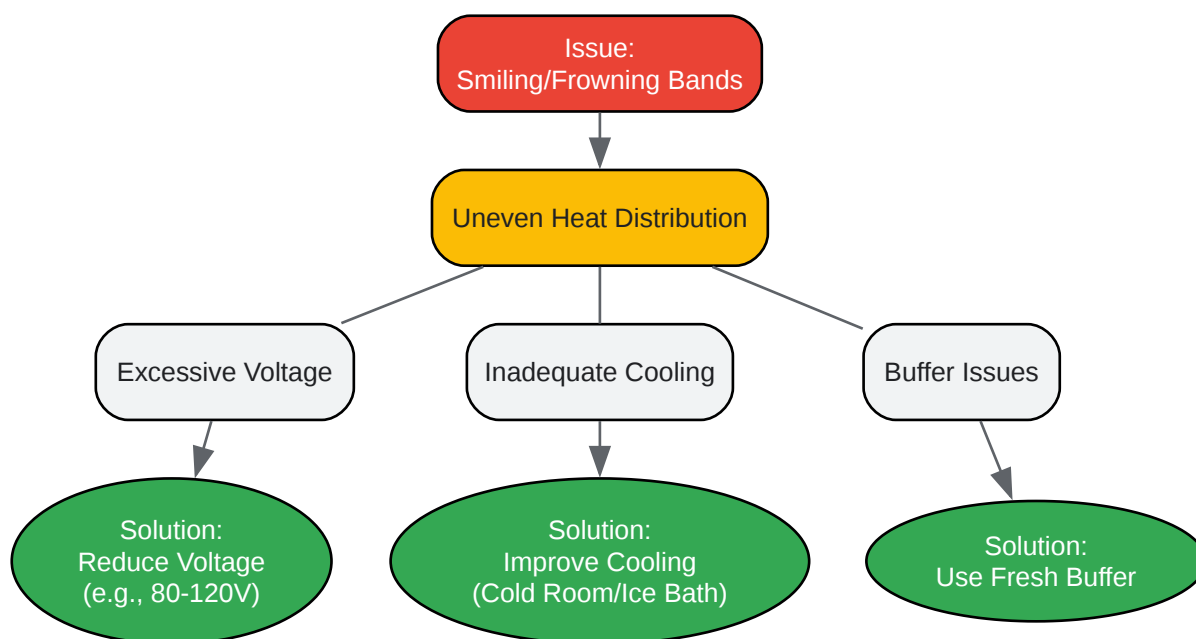 Issue:
Smiling/Frowning Bands
Uneven Heat Distribution
Excessive Voltage
Inadequate Cooling
Buffer Issues
Solution:
Reduce Voltage
(e.g., 80-120V)
Solution:
Improve Cooling
(Cold Room/Ice Bath)
Solution:
Use Fresh Buffer